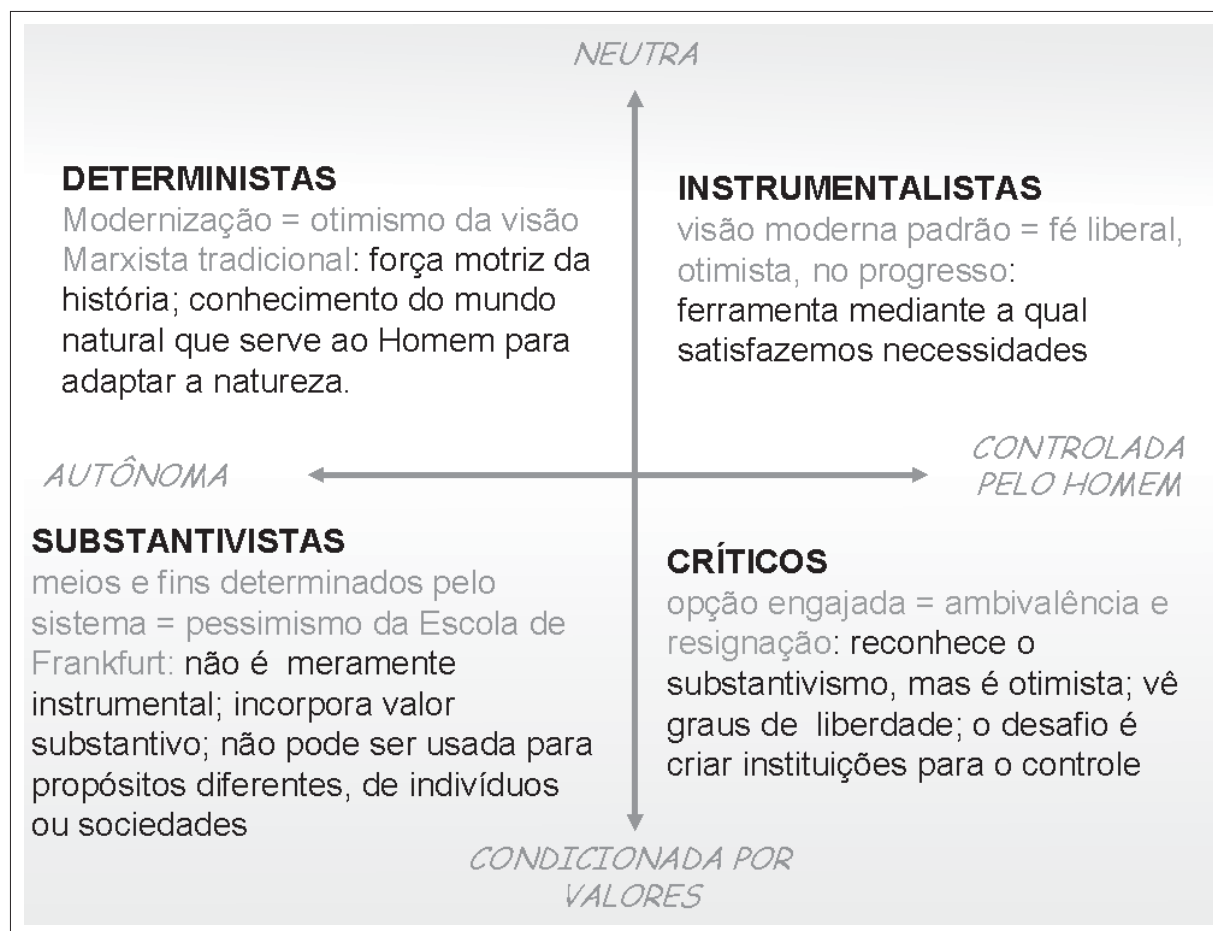 NEUTRA
DETERMINISTAS
Modernização = otimismo da visão
Marxista tradicional: força motriz da
história; conhecimento do mundo
natural que serve ao Homem para
adaptar a natureza.
INSTRUMENTALISTAS
visão moderna padrão = fé liberal,
otimista, no progresso:
ferramenta mediante a qual
satisfazemos necessidades
AUTÔNOMA
CONTROLADA
PELO HOMEM
SUBSTANTIVISTAS
meios e fins determinados pelo
sistema = pessimismo da Escola de
Frankfurt: não é meramente
instrumental; incorpora valor
substantivo; não pode ser usada para
propósitos diferentes, de indivíduos
ou sociedades
CRÍTICOS
opção engajada = ambivalência e
resignação: reconhece o
substantivismo, mas é otimista; vê
graus de liberdade; o desafio é
criar instituições para o controle
CONDICIONADA POR
VALORES